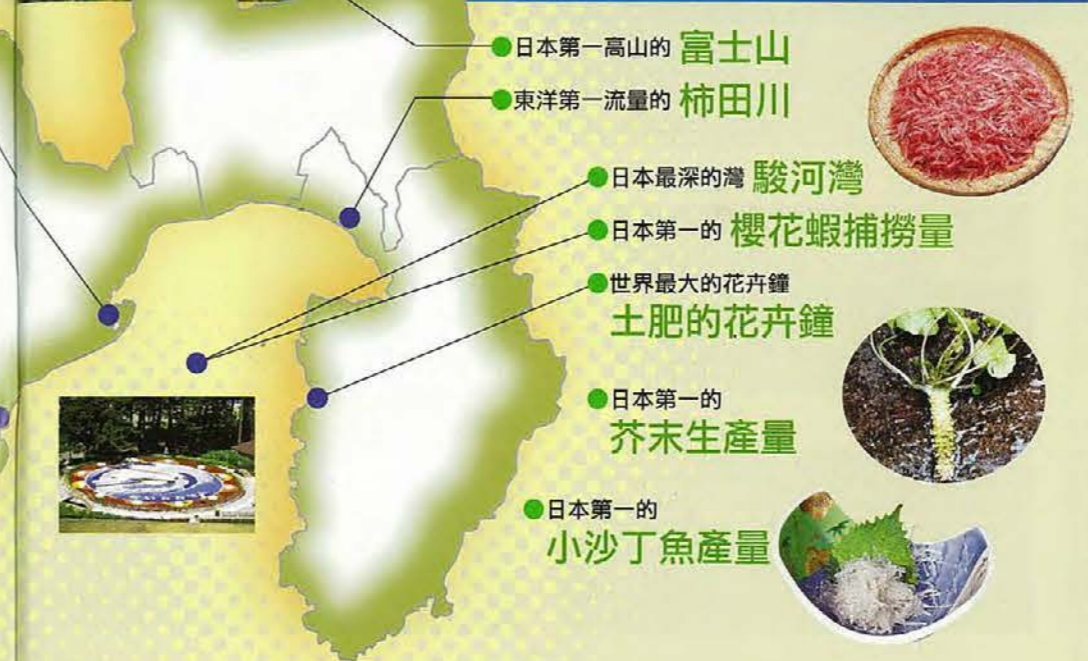 日本第一高山的 富士山
東洋第一流量的 柿田川
日本最深的灣 駿河灣
日本第一的 櫻花蝦捕撈量
世界最大的花卉鐘
土肥的花卉鐘
日本第一的
芥末生產量
日本第一的
小沙丁魚產量